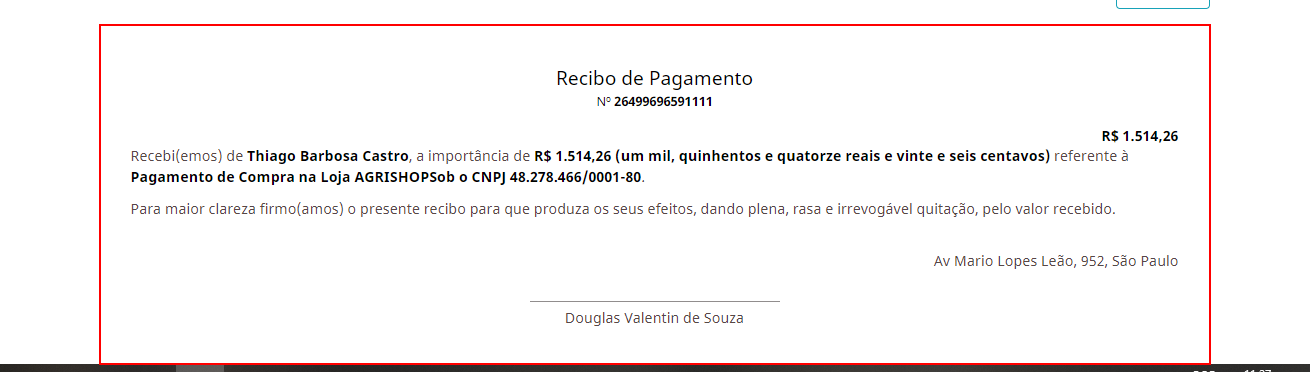 Recibo de Pagamento
Nº 26499696591111
R$ 1.514,26
Recebi(emos) de Thiago Barbosa Castro, a importância de R$ 1.514,26 (um mil, quinhentos e quatorze reais e vinte e seis centavos) referente à
Pagamento de Compra na Loja AGRISHOPSob o CNPJ 48.278.466/0001-80.
Para maior clareza firmo(amos) o presente recibo para que produza os seus efeitos, dando plena, rasa e irrevogável quitação, pelo valor recebido.
Av Mario Lopes Leão, 952, São Paulo
Douglas Valentin de Souza